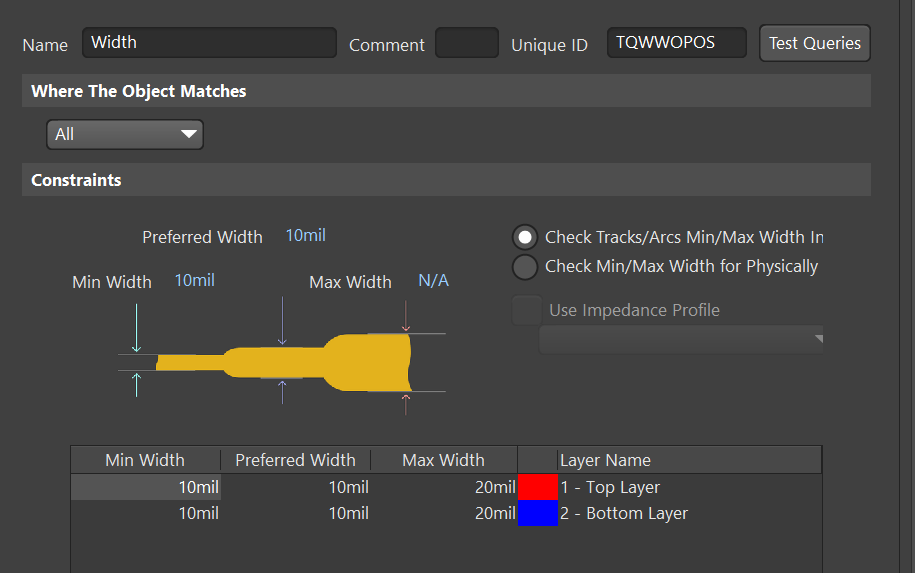 Name Width Comment Unique ID TQWWOPOS Test Queries
Where The Object Matches
All
Constraints
Preferred Width 10mil
Check Tracks/Arcs Min/Max Width In
Check Min/Max Width for Physically
Min Width 10mil Max Width N/A
Use Impedance Profile
Min Width Preferred Width Max Width Layer Name
10mil 10mil 20mil 1 - Top Layer
10mil 10mil 20mil 2 - Bottom Layer